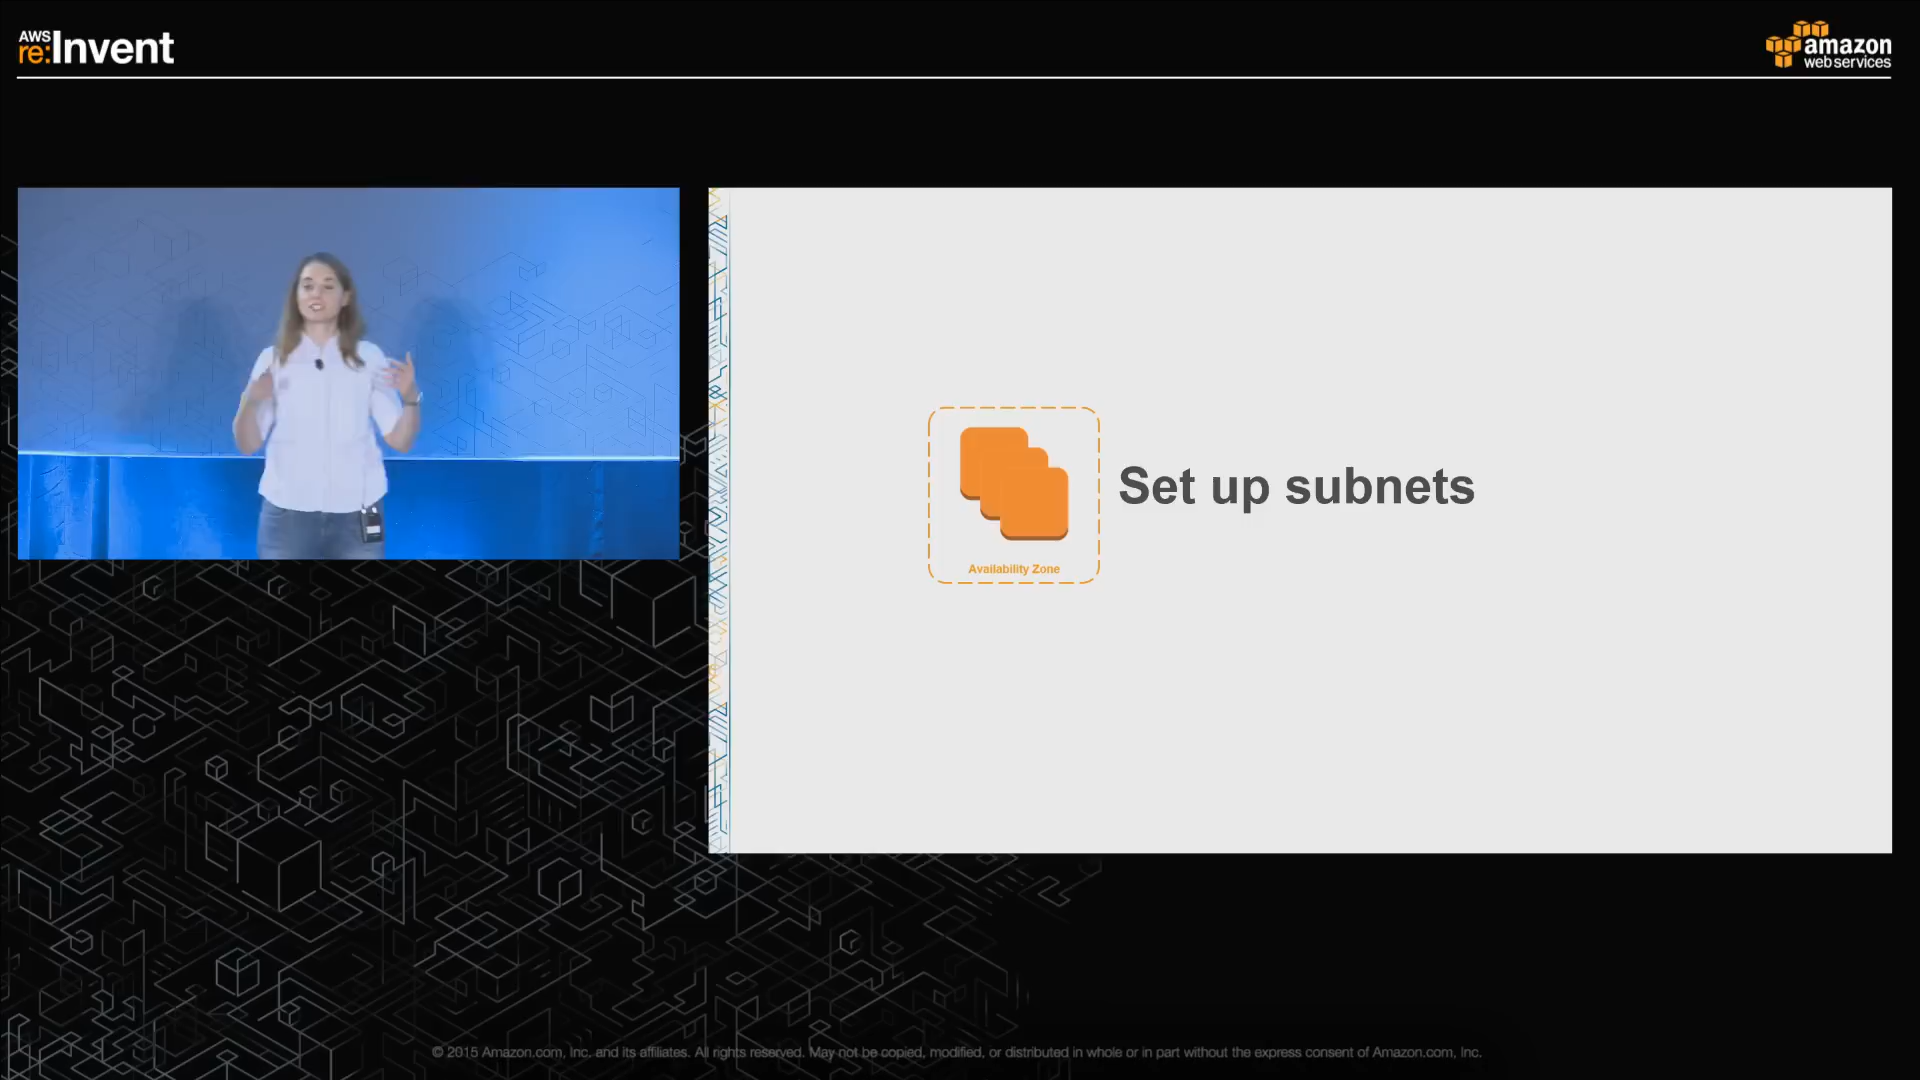 AWS
re:Invent
amazon
web services
Set up subnets
Availability Zone
© 2015 Amazon.com, Inc. and its affiliates. All rights reserved. May not be copied, modified, or distributed in whole or in part without the express consent of Amazon.com, Inc.